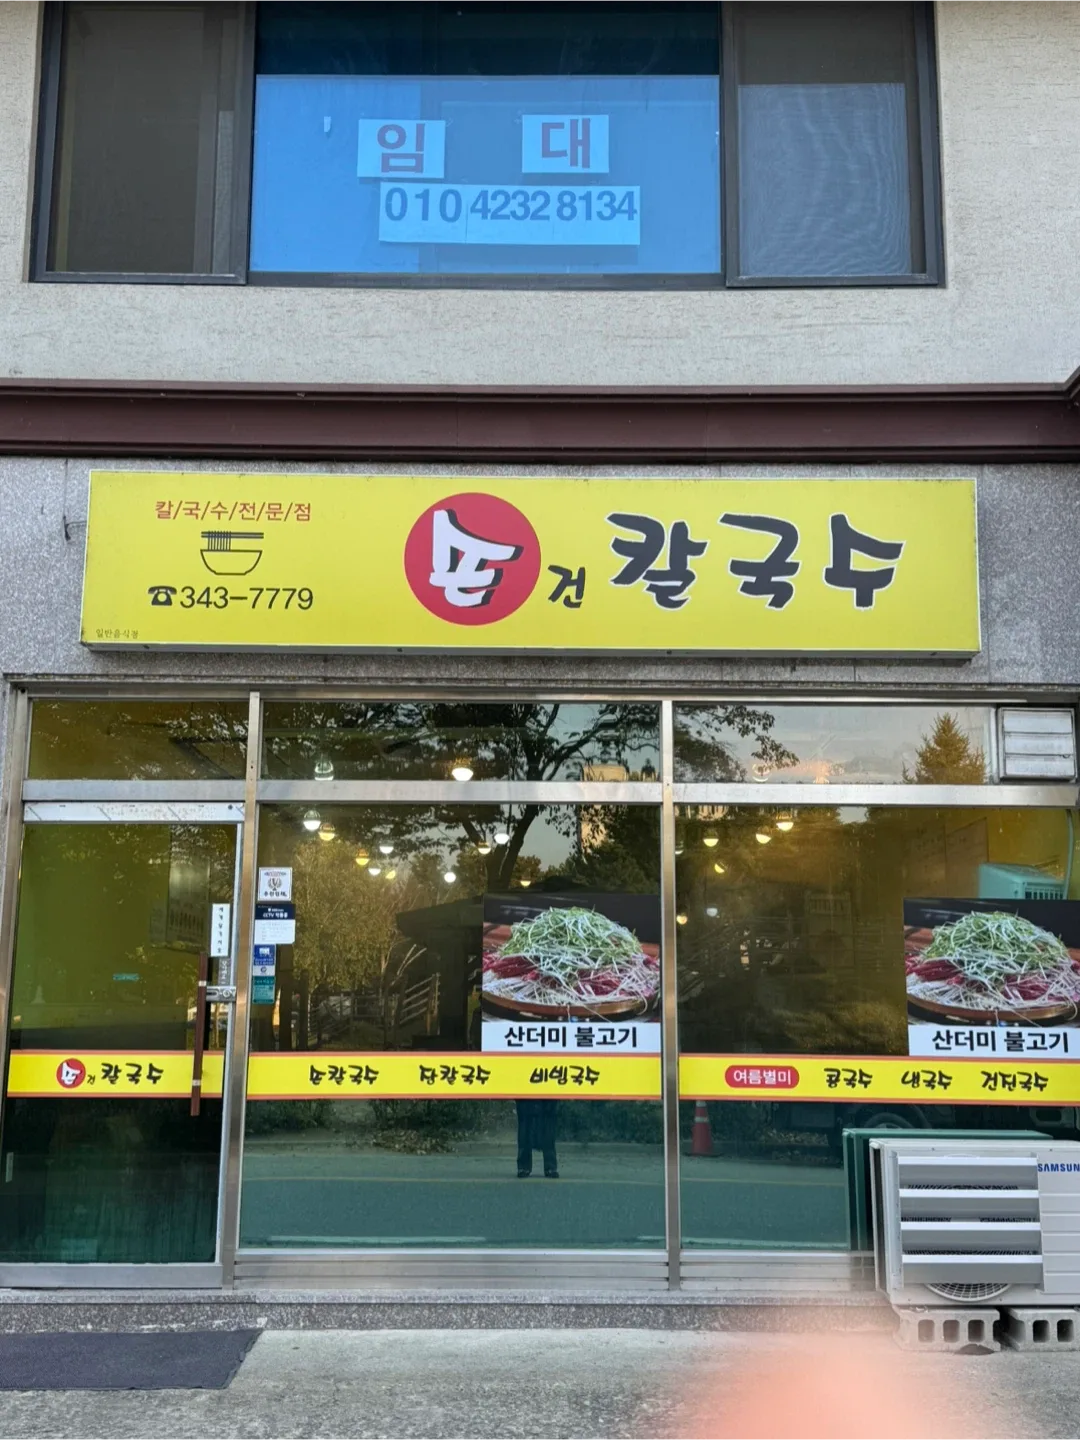 임 대
010 4232 8134
칼/국/수/전/문/점
☎343-7779
일반음식점
손 건 칼국수
산더미 불고기
산더미 불고기
손 건 칼국수
손칼국수 닭칼국수 비빔국수
여름별미 콩국수 냉국수 건진국수
SAMSUN